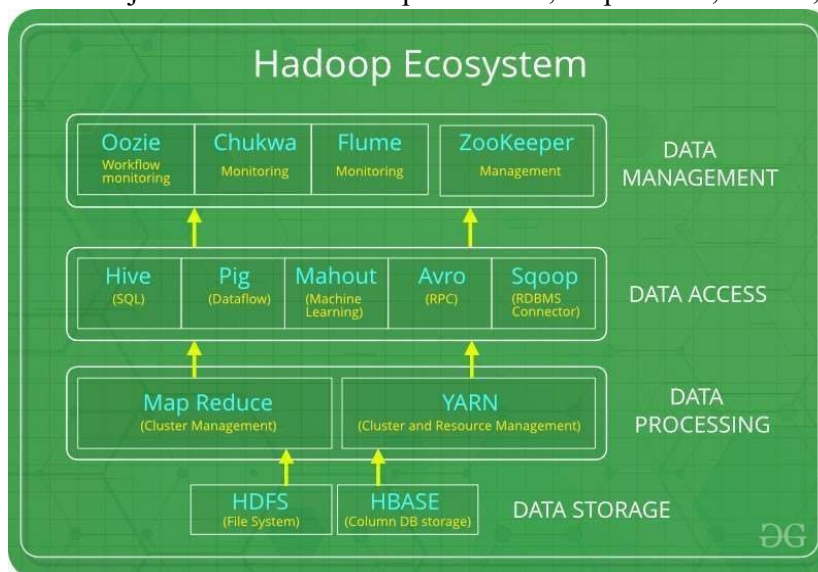 Hadoop Ecosystem
Oozie
Workflow
monitoring
Chukwa
Monitoring
Flume
Monitoring
ZooKeeper
Management
DATA
MANAGEMENT
Hive
(SQL)
Pig
(Dataflow)
Mahout
(Machine
Learning)
Avro
(RPC)
Sqoop
(RDBMS
Connector)
DATA ACCESS
Map Reduce
(Cluster Management)
YARN
(Cluster and Resource Management)
DATA
PROCESSING
HDFS
(File System)
HBASE
(Column DB storage)
DATA STORAGE